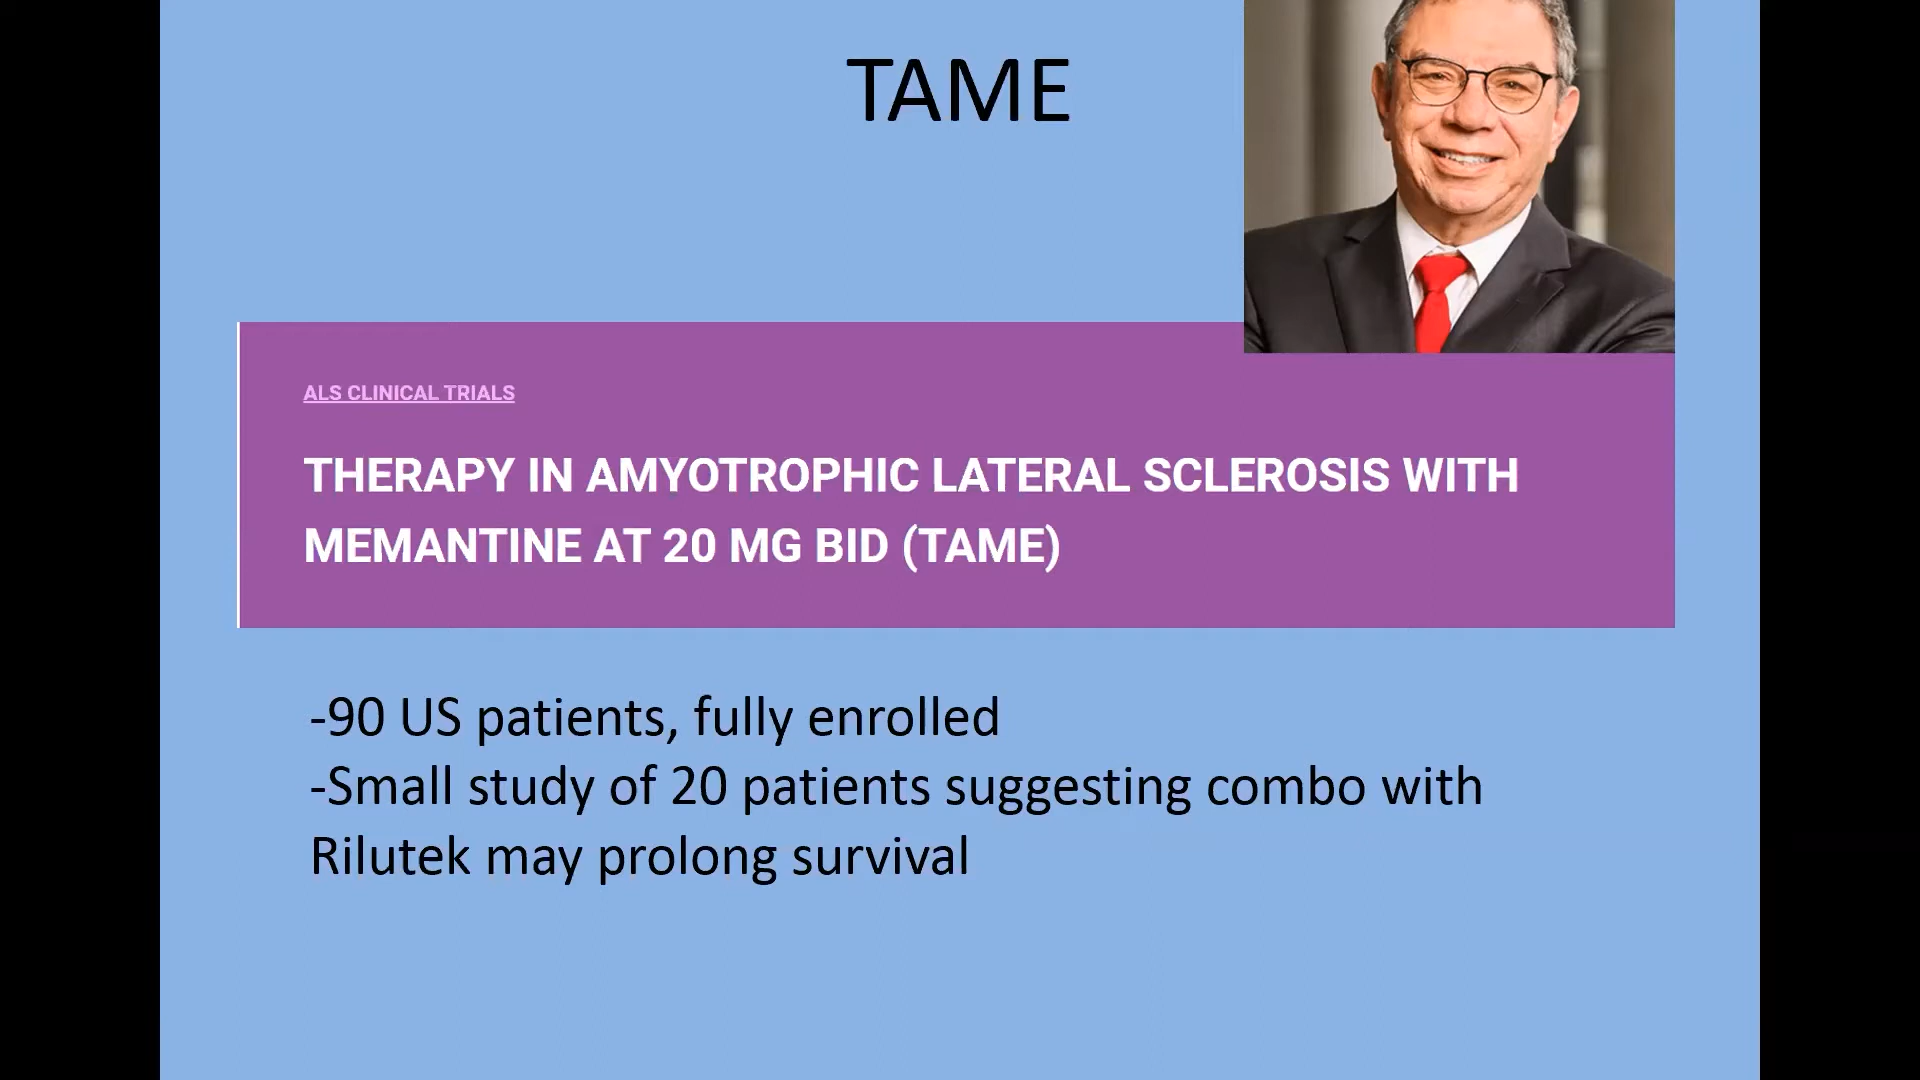 TAME
ALS CLINICAL TRIALS
THERAPY IN AMYOTROPHIC LATERAL SCLEROSIS WITH
MEMANTINE AT 20 MG BID (TAME)
-90 US patients, fully enrolled
-Small study of 20 patients suggesting combo with
Rilutek may prolong survival